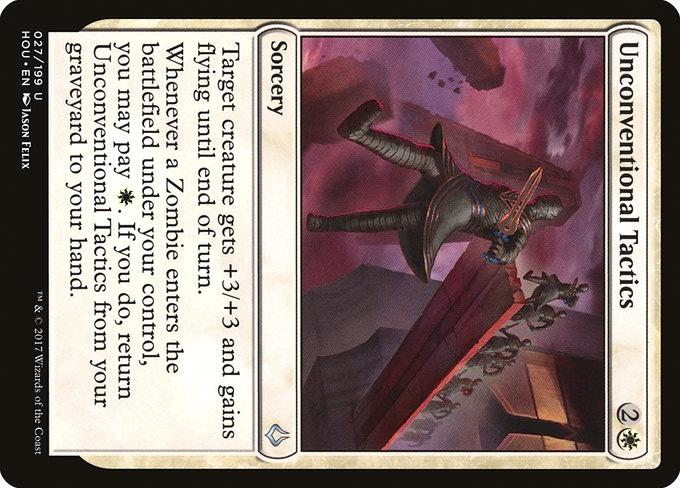 Unconventional Tactics 2
Sorcery
Target creature gets +3/+3 and gains
flying until end of turn.
Whenever a Zombie enters the
battlefield under your control,
you may pay . If you do, return
Unconventional Tactics from your
graveyard to your hand.
027/199 U
HOU • EN Jason Felix
™ & © 2017 Wizards of the Coast